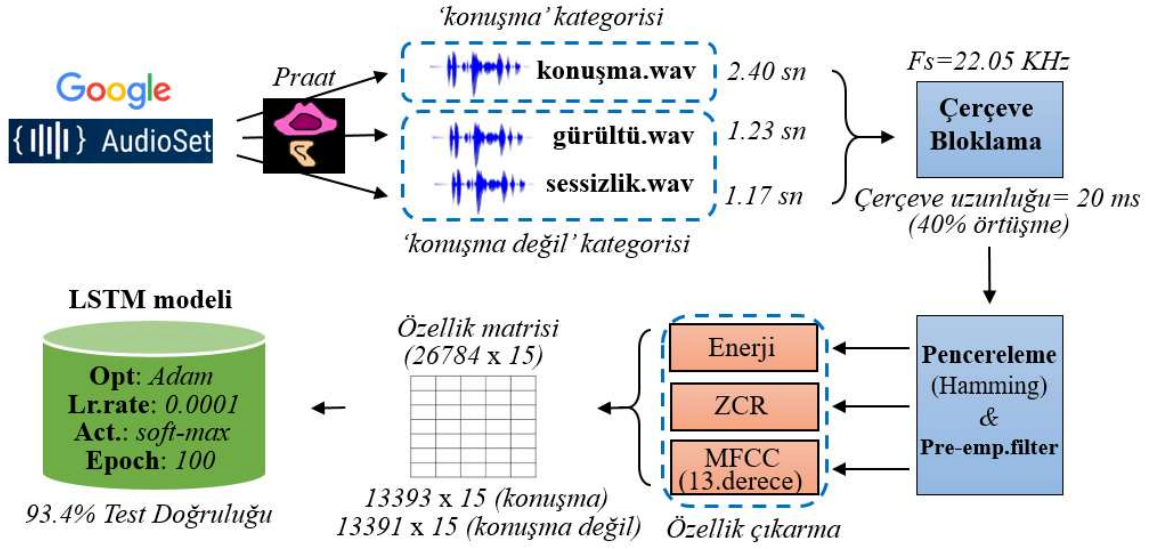 'konuşma' kategorisi
Google
{ } AudioSet
Praat
konuşma.wav
2.40 sn
gürültü.wav
1.23 sn
sessizlik.wav
1.17 sn
'konuşma değil' kategorisi
Fs=22.05 KHz
Çerçeve
Bloklama
Çerçeve uzunluğu= 20 ms
(40% örtüşme)
Pencereleme
(Hamming)
&
Pre-emp.filter
Enerji
ZCR
MFCC
(13.derece)
Özellik çıkarma
Özellik matrisi
(26784 x 15)
13393 x 15 (konuşma)
13391 x 15 (konuşma değil)
LSTM modeli
Opt: Adam
Lr.rate: 0.0001
Act.: soft-max
Epoch: 100
93.4% Test Doğruluğu